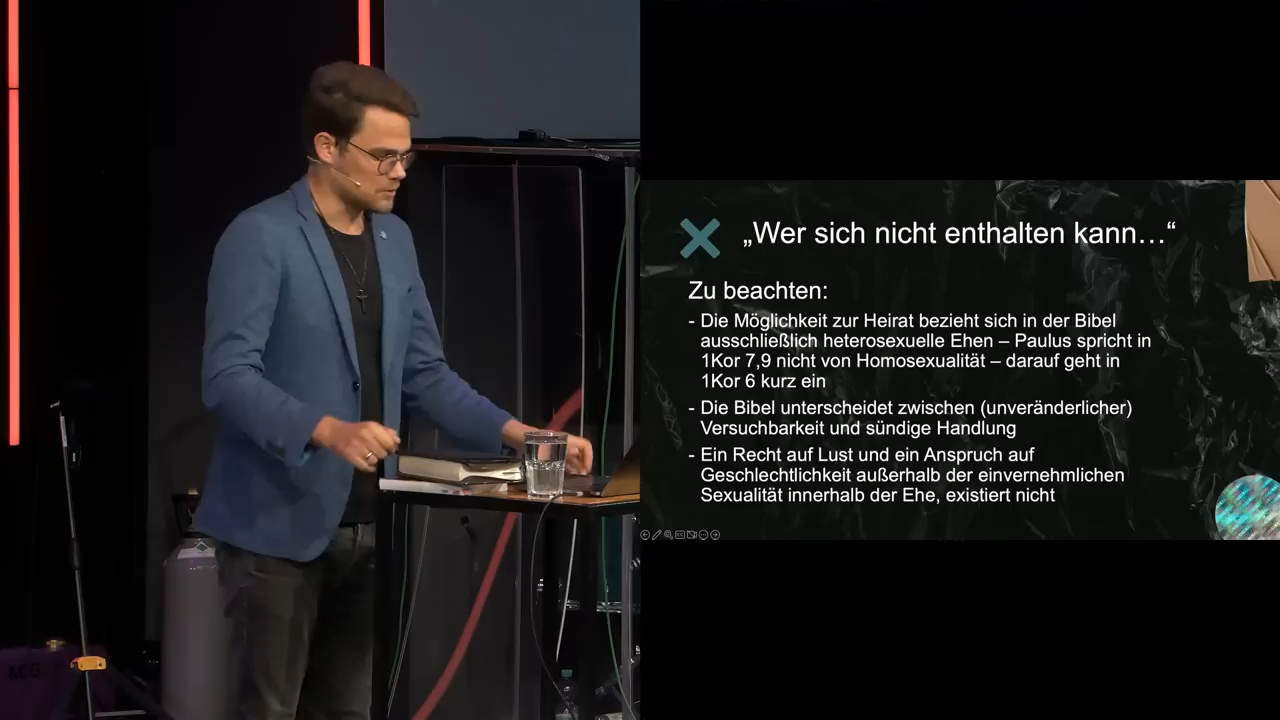 „Wer sich nicht enthalten kann…“
Zu beachten:
- Die Möglichkeit zur Heirat bezieht sich in der Bibel
ausschließlich heterosexuelle Ehen – Paulus spricht in
1Kor 7,9 nicht von Homosexualität – darauf geht in
1Kor 6 kurz ein
- Die Bibel unterscheidet zwischen (unveränderlicher)
Versuchbarkeit und sündige Handlung
- Ein Recht auf Lust und ein Anspruch auf
Geschlechtlichkeit außerhalb der einvernehmlichen
Sexualität innerhalb der Ehe, existiert nicht